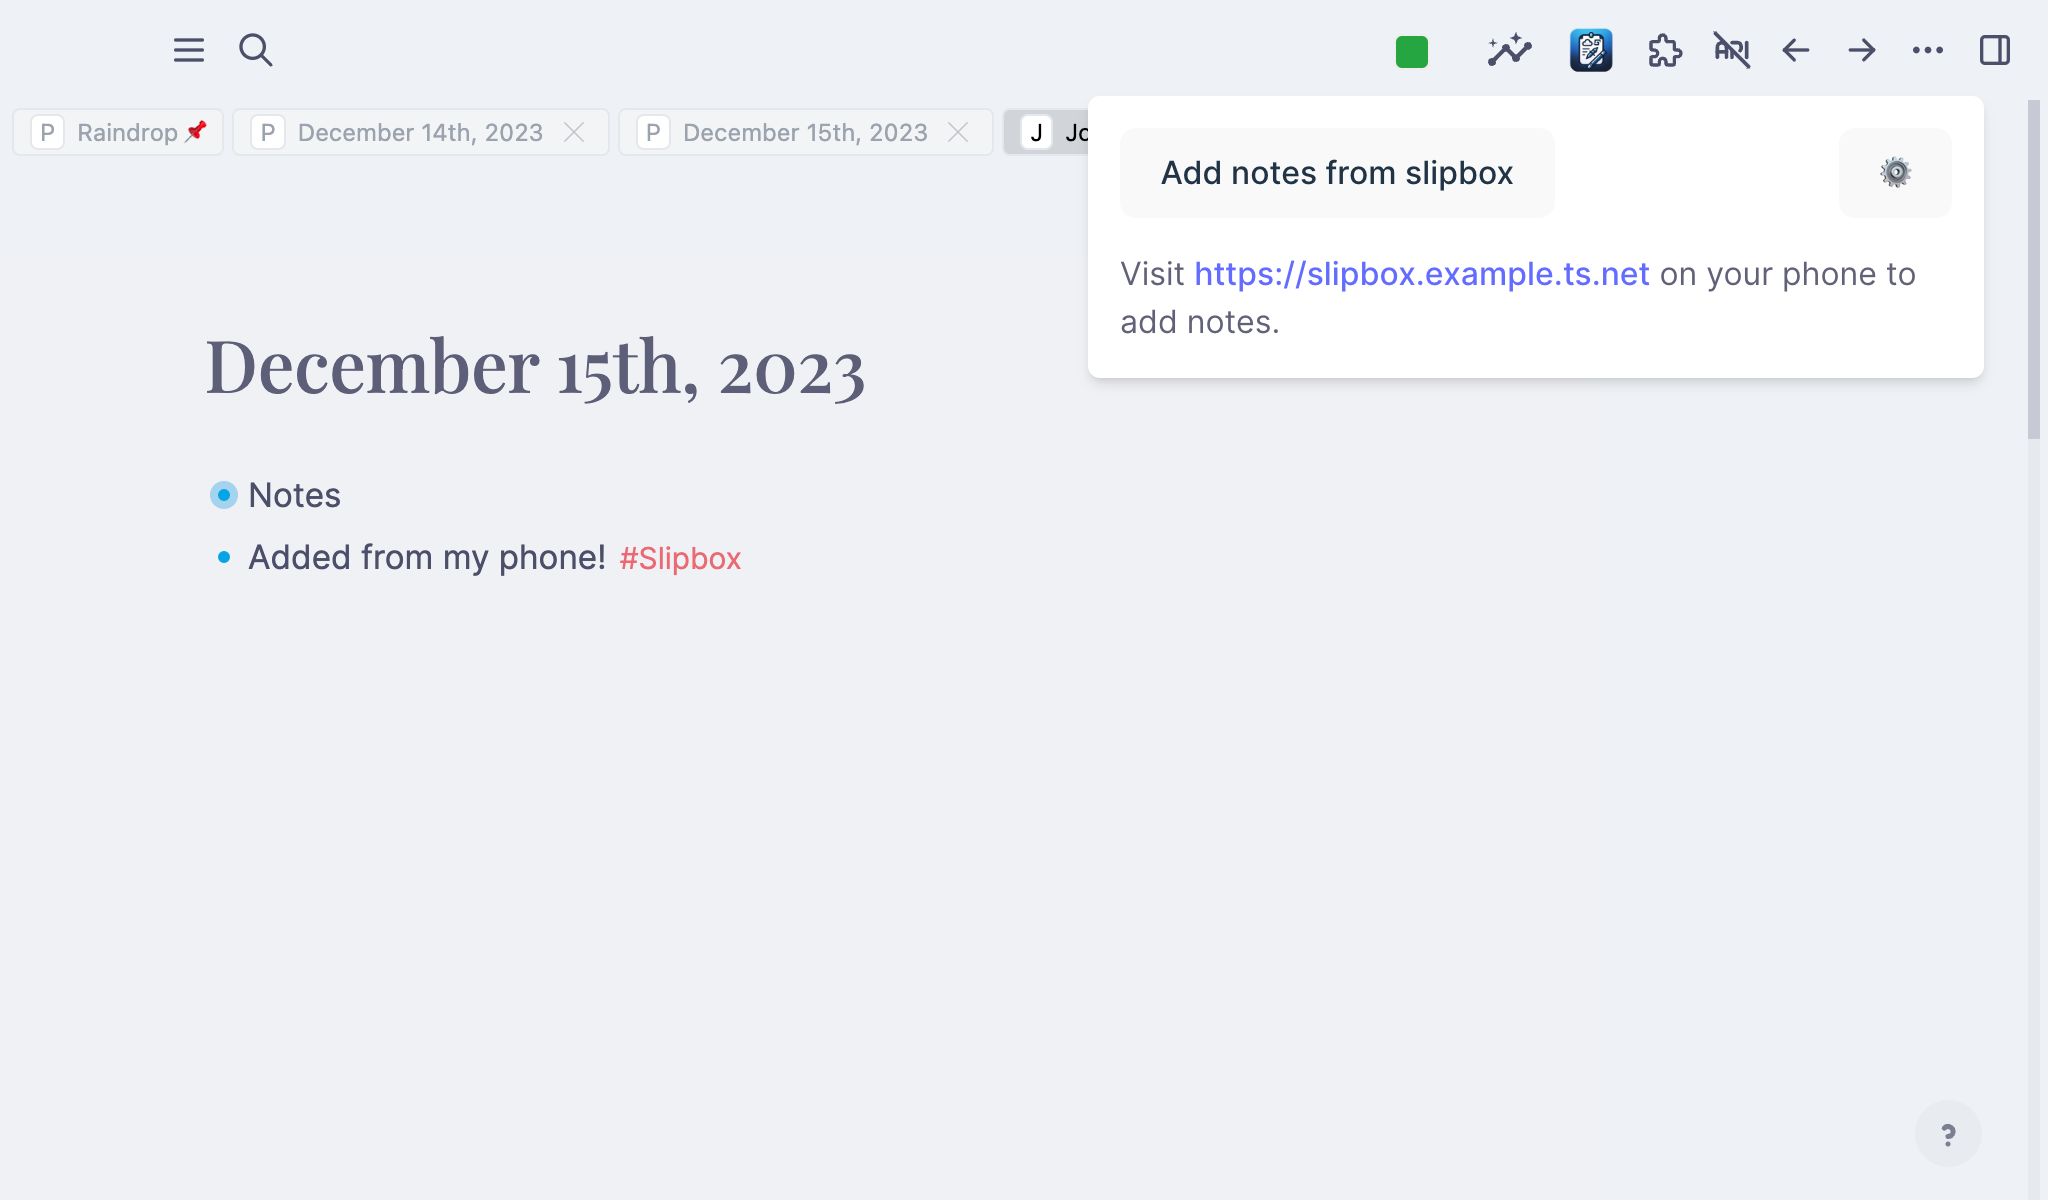 API
P Raindrop
P December 14th, 2023
P December 15th, 2023
J Jo
Add notes from slipbox
Visit https://slipbox.example.ts.net on your phone to
add notes.
December 15th, 2023
Notes
Added from my phone! #Slipbox
?